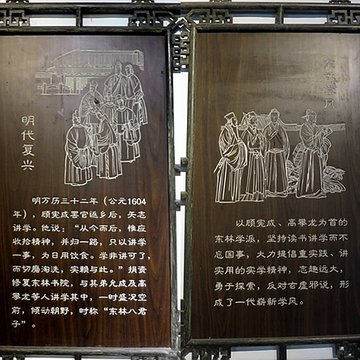 明代复兴
明万历三十二年（公元1604
年），顾宪成罢官返乡后，矢志
讲学。他说：“从今而后，惟应
收拾精神，并归一路，只以讲学
一事，为日用饮食。学非讲可了，
而切磨淘洗，实赖与此。”捐资
修复东林书院，与其弟允成及高
攀龙等人讲学其中，一时盛况空
前，倾动朝野，时称“东林八君
子”。
以顾宪成、高攀龙为首的
东林学派，坚持读书讲学而不
忘国事，大力提倡重实践、讲
实用的实学精神，志趣远大，
勇于探索，反对右虚邪说，形
成了一代崭新学风。